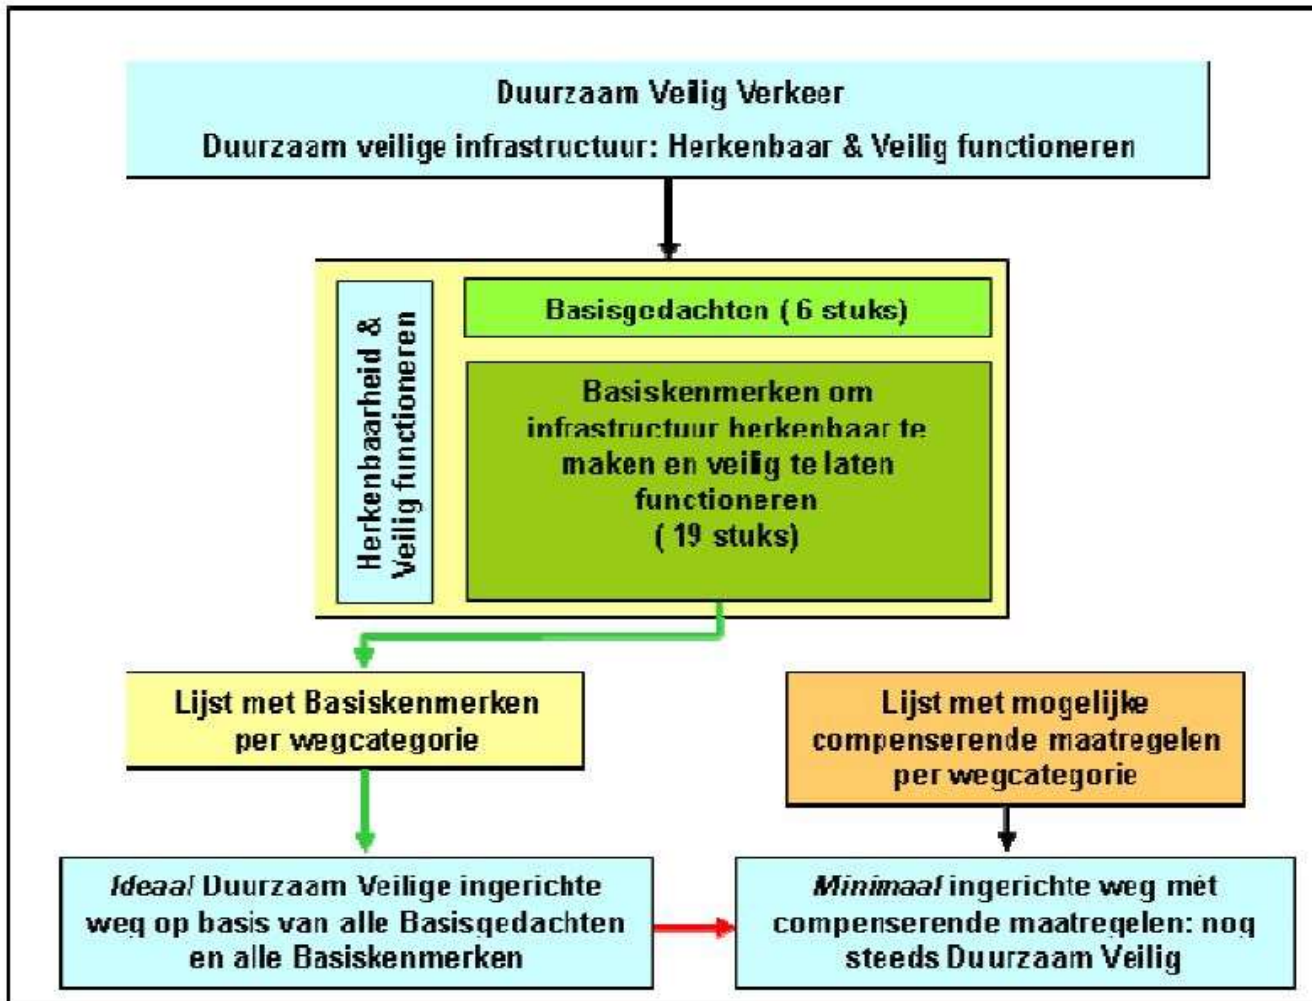 Duurzaam Veilig Verkeer
Duurzaam veilige infrastructuur: Herkenbaar & Veilig functioneren
Herkenbaarheid &
Veilig functioneren
Basisgedachten ( 6 stuks)
Basiskenmerken om
infrastructuur herkenbaar te
maken en veilig te laten
functioneren
( 19 stuks)
Lijst met Basiskenmerken
per wegcategorie
Lijst met mogelijke
compenserende maatregelen
per wegcategorie
Ideaal Duurzaam Veilige ingerichte
weg op basis van alle Basisgedachten
en alle Basiskenmerken
Minimaal ingerichte weg mét
compenserende maatregelen: nog
steeds Duurzaam Veilig